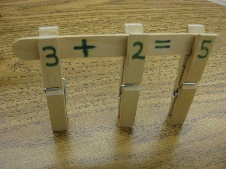 3 + 2 = 5